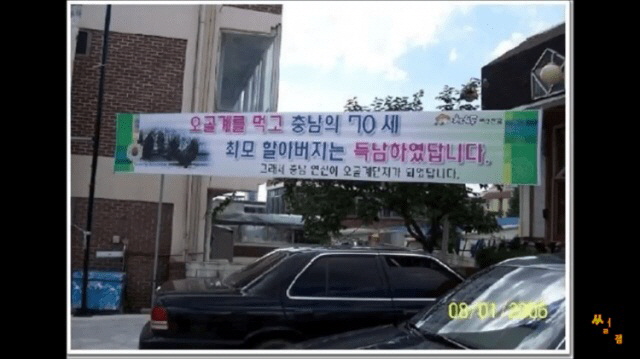 오골계를 먹고 충남의 70 세
최모 할아버지는 득남하였답니다.
그래서 충남 연산이 오골계단지가 되었답니다.
08/01/2006